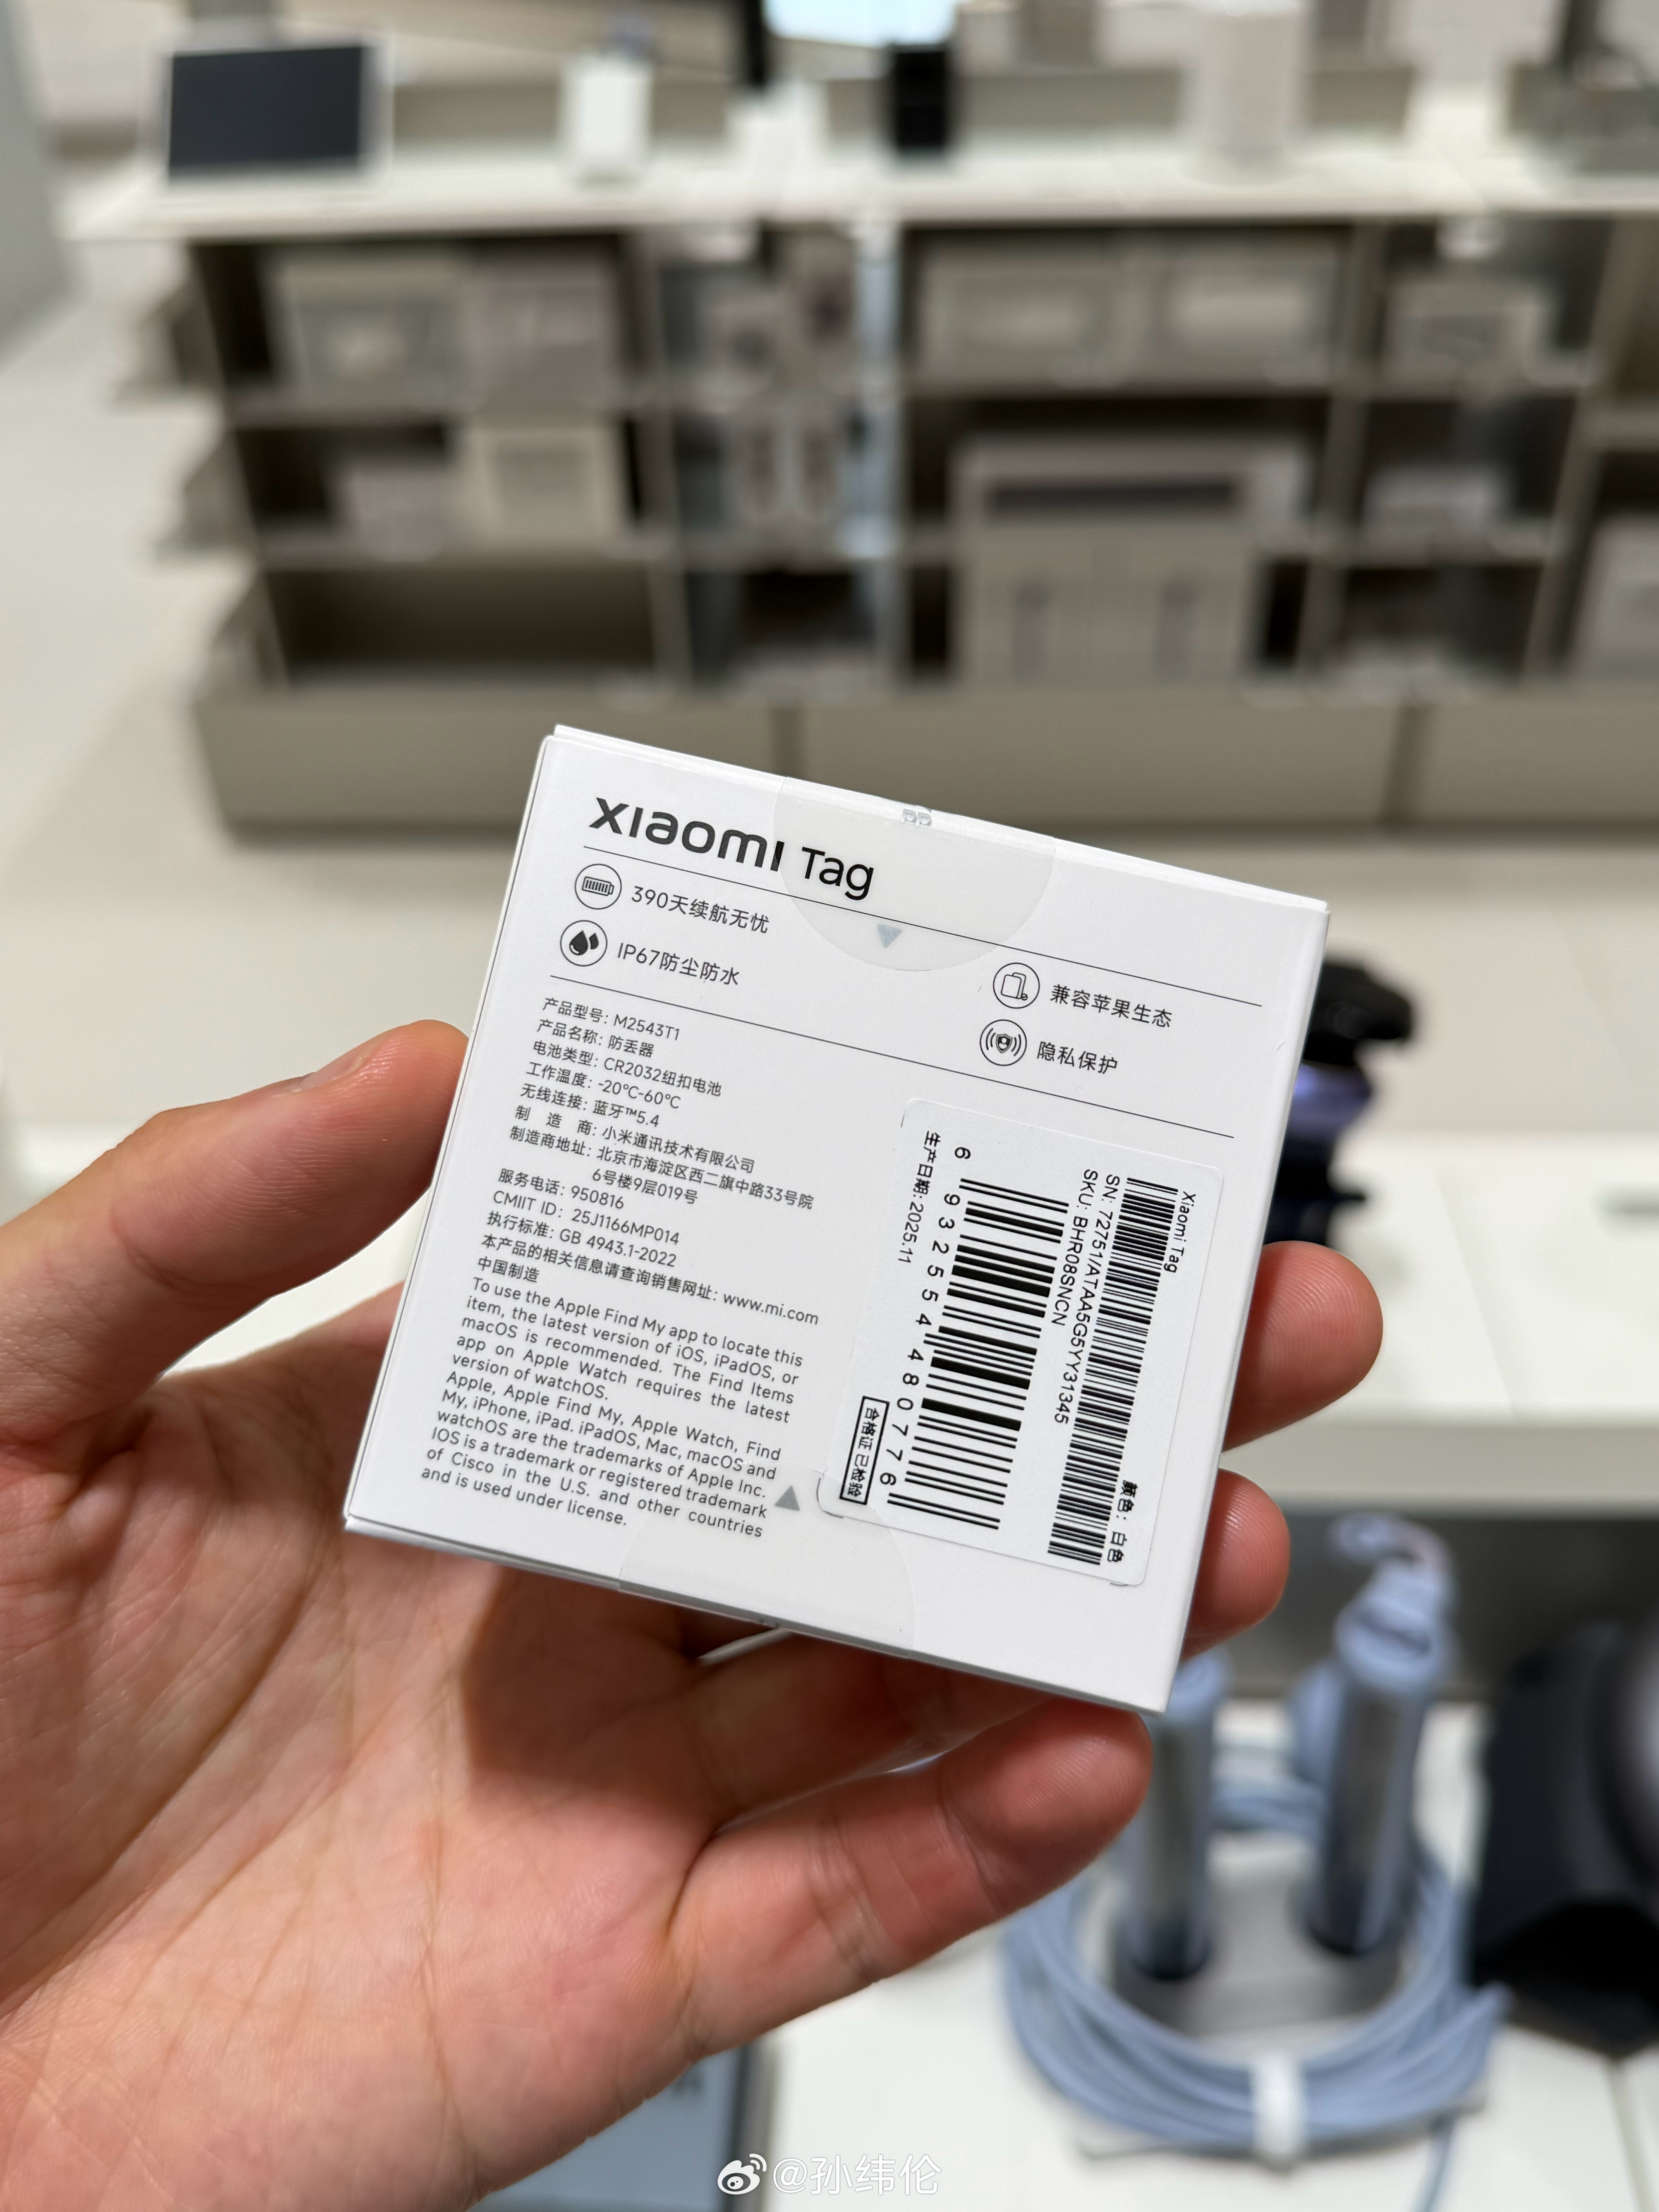 xiaomi Tag
390天续航无忧
IP67防尘防水
兼容苹果生态
隐私保护
产品型号: M2543T1
产品名称: 防丢器
电池类型: CR2032纽扣电池
工作温度: -20℃-60℃
无线连接: 蓝牙™5.4
制 造 商: 小米通讯技术有限公司
制造商地址: 北京市海淀区西二旗中路33号院
6号楼9层019号
服务电话: 950816
CMIIT ID: 25J1166MP014
执行标准: GB 4943.1-2022
本产品的相关信息请查询销售网址: www.mi.com
中国制造
To use the Apple Find My app to locate this
item, the latest version of iOS, iPadOS, or
macOS is recommended. The Find Items
app on Apple Watch requires the latest
version of watchOS.
Apple, Apple Find My, Apple Watch, Find
My, iPhone, iPad. iPadOS, Mac, macOS and
watchOS are the trademarks of Apple Inc.
IOS is a trademark or registered trademark
of Cisco in the U.S. and other countries
and is used under license.
Xiaomi Tag
颜色: 白色
SN: 72751/ATAA5G5YY31345
SKU: BHR08SNCN
6 932554 480776
生产日期: 2025.11
合格证 已检验
@孙纬伦